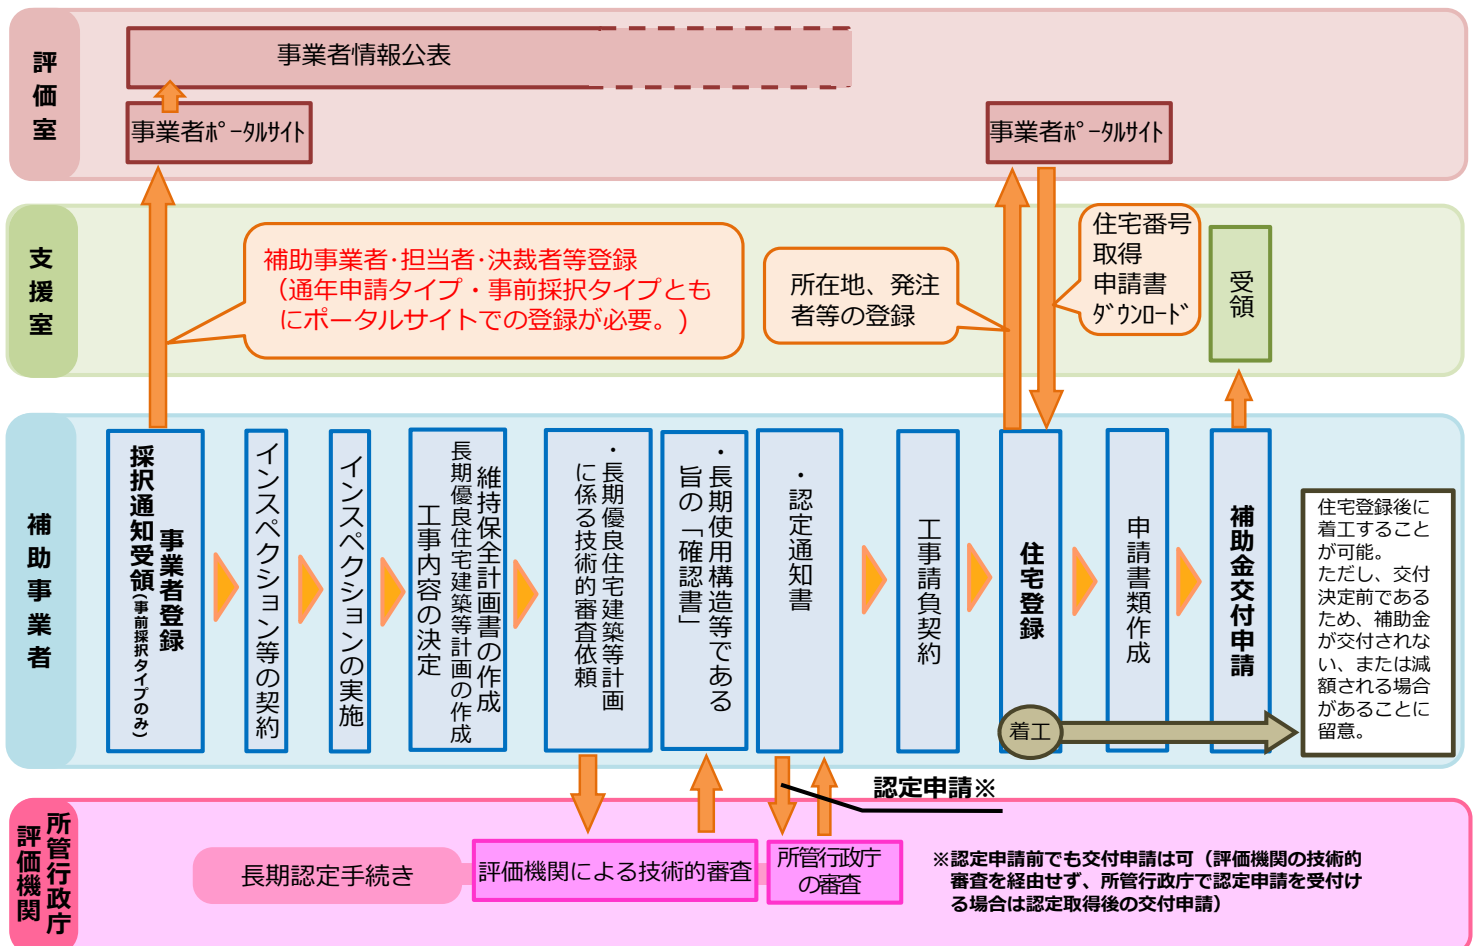 評価室
事業者情報公表
事業者ﾎﾟｰﾀﾙｻｲﾄ
事業者ﾎﾟｰﾀﾙｻｲﾄ
支援室
補助事業者･担当者･決裁者等登録
（通年申請タイプ・事前採択タイプとも
にポータルサイトでの登録が必要。）
所在地、発注
者等の登録
住宅番号
取得
申請書
ﾀﾞｳﾝﾛｰﾄﾞ
受領
補助事業者
事業者登録
採択通知受領(事前採択タイプのみ)
インスペクション等の契約
インスペクションの実施
維持保全計画書の作成
長期優良住宅建築等計画の作成
工事内容の決定
・長期優良住宅建築等計画
に係る技術的審査依頼
・長期使用構造等である
旨の「確認書」
・認定通知書
工事請負契約
住宅登録
申請書類作成
補助金交付申請
着工
住宅登録後に
着工すること
が可能。
ただし、交付
決定前である
ため、補助金
が交付されな
い、または減
額される場合
があることに
留意。
認定申請※
所管行政庁
評価機関
長期認定手続き
評価機関による技術的審査
所管行政庁
の審査
※認定申請前でも交付申請は可（評価機関の技術的
審査を経由せず、所管行政庁で認定申請を受付け
る場合は認定取得後の交付申請）